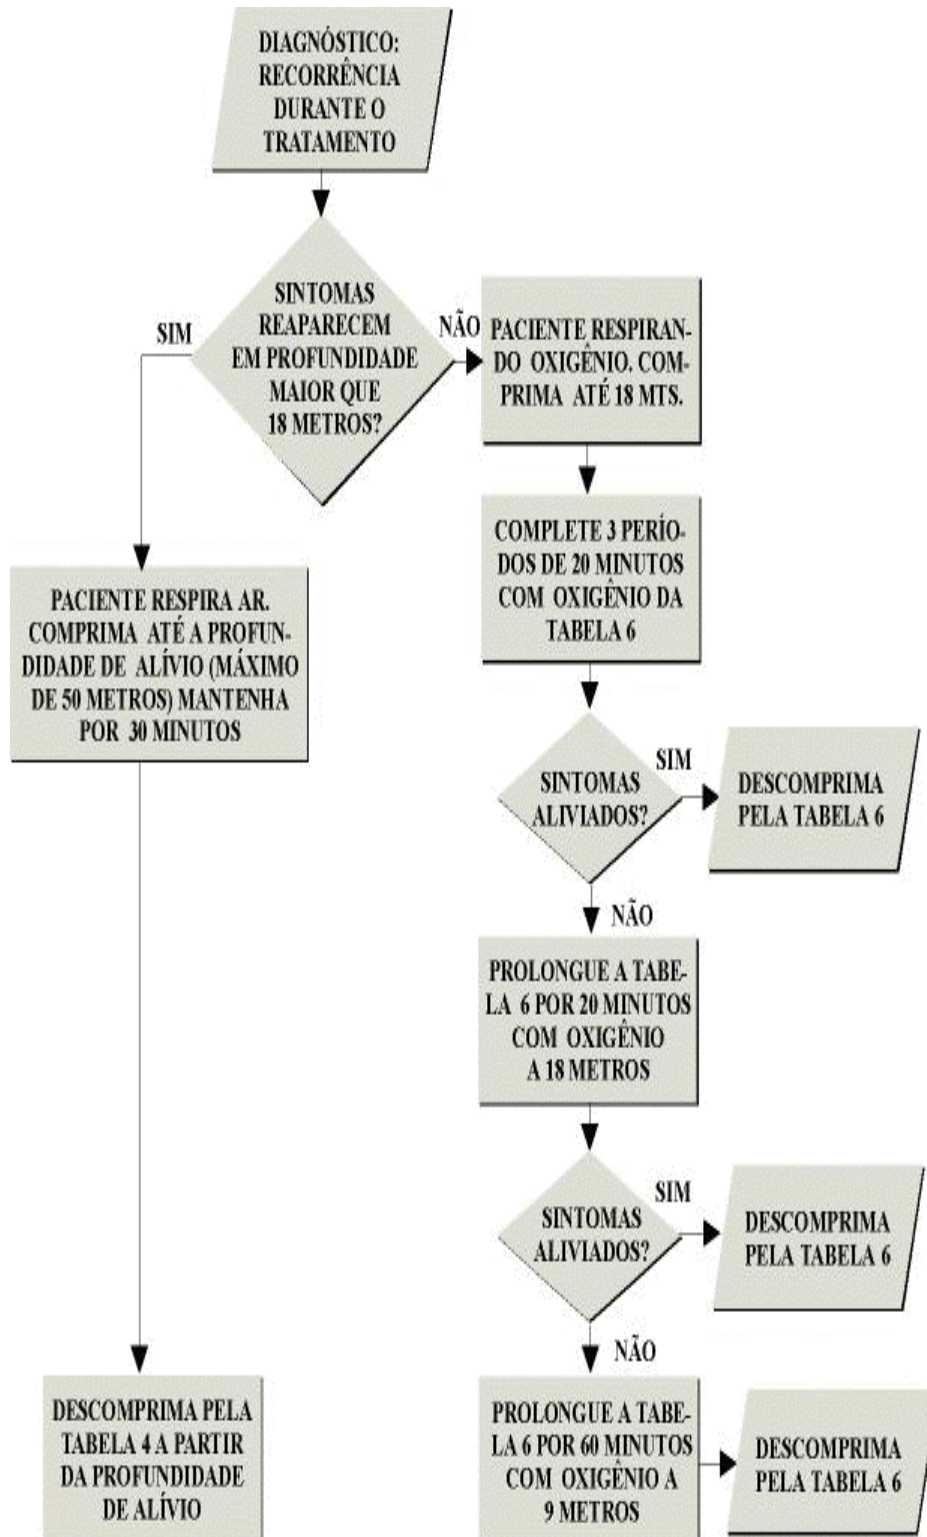 DIAGNÓSTICO:
RECORRÊNCIA
DURANTE O
TRATAMENTO
SINTOMAS
REAPARECEM
EM PROFUNDIDADE
MAIOR QUE
18 METROS?
SIM
NÃO
PACIENTE RESPIRAN-
DO OXIGÊNIO. COM-
PRIMA ATÉ 18 MTS.
COMPLETE 3 PERÍO-
DOS DE 20 MINUTOS
COM OXIGÊNIO DA
TABELA 6
PACIENTE RESPIRA AR.
COMPRIMA ATÉ A PROFUN-
DIDADE DE ALÍVIO (MÁXIMO
DE 50 METROS) MANTENHA
POR 30 MINUTOS
SINTOMAS
ALIVIADOS?
SIM
DESCOMPRIMA
PELA TABELA 6
NÃO
PROLONGUE A TABE-
LA 6 POR 20 MINUTOS
COM OXIGÊNIO
A 18 METROS
SINTOMAS
ALIVIADOS?
SIM
DESCOMPRIMA
PELA TABELA 6
NÃO
DESCOMPRIMA PELA
TABELA 4 A PARTIR
DA PROFUNDIDADE
DE ALÍVIO
PROLONGUE A TABE-
LA 6 POR 60 MINUTOS
COM OXIGÊNIO A
9 METROS
DESCOMPRIMA
PELA TABELA 6